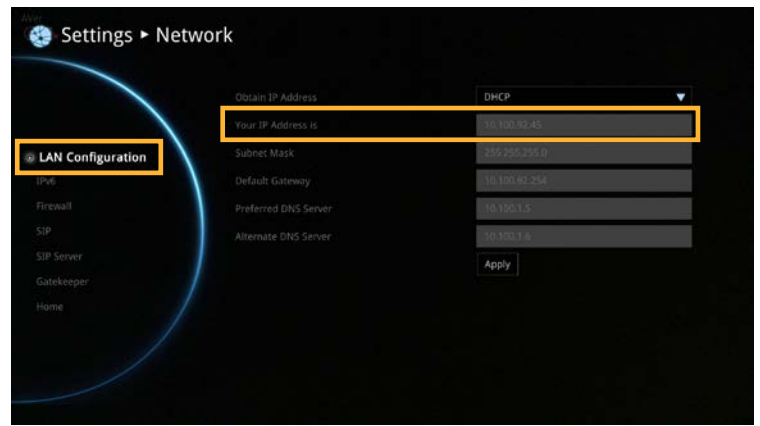 AVer
Settings ▸ Network
Obtain IP Address DHCP
Your IP Address is 10.100.92.45
LAN Configuration
Subnet Mask 255.255.255.0
IPv6
Default Gateway 10.100.92.254
Firewall
Preferred DNS Server 10.100.1.5
SIP
Alternate DNS Server 10.100.1.6
SIP Server
Apply
Gatekeeper
Home